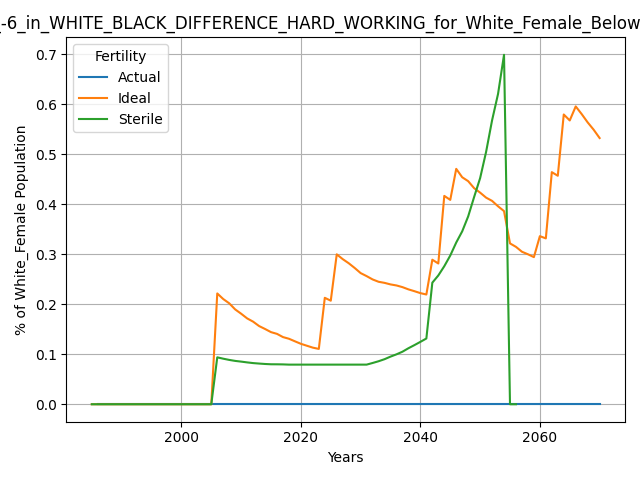 -6_in_WHITE_BLACK_DIFFERENCE_HARD_WORKING_for_White_Female_Below
Fertility
Actual
Ideal
Sterile
% of White_Female Population
0.7
0.6
0.5
0.4
0.3
0.2
0.1
0.0
2000 2020 2040 2060
Years